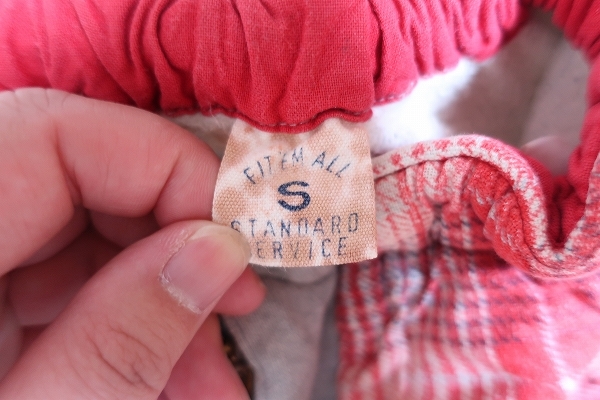 FIT'EM ALL
S
STANDARD
SERVICE